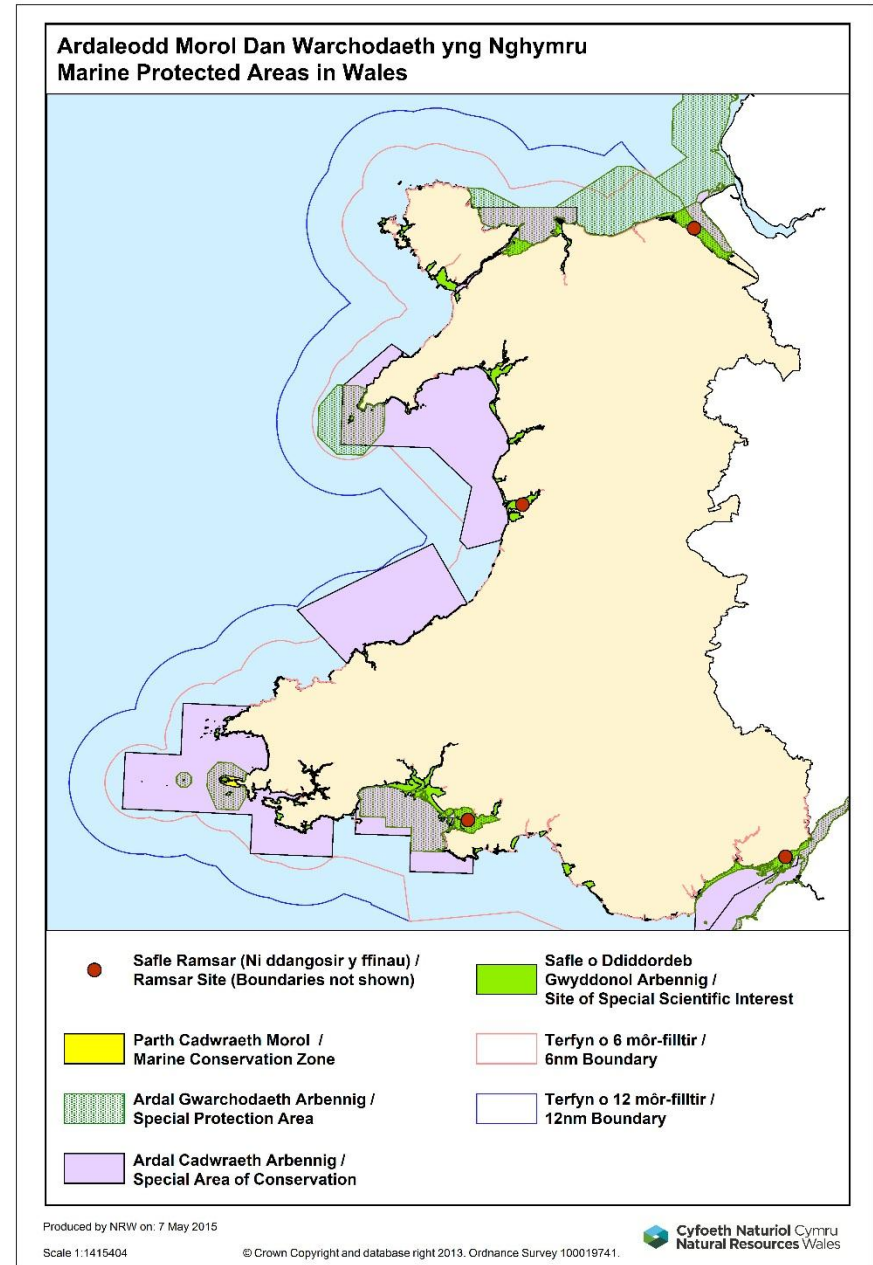 Ardaleodd Morol Dan Warchodaeth yng Nghymru
Marine Protected Areas in Wales
Safle Ramsar (Ni ddangosir y ffinau) /
Ramsar Site (Boundaries not shown)
Parth Cadwraeth Morol /
Marine Conservation Zone
Ardal Gwarchodaeth Arbennig /
Special Protection Area
Ardal Cadwraeth Arbennig /
Special Area of Conservation
Safle o Ddiddordeb
Gwyddonol Arbennig /
Site of Special Scientific Interest
Terfyn o 6 môr-filltir /
6nm Boundary
Terfyn o 12 môr-filltir /
12nm Boundary
Produced by NRW on: 7 May 2015
Scale 1:1415404
© Crown Copyright and database right 2013. Ordnance Survey 100019741.
Cyfoeth Naturiol Cymru
Natural Resources Wales